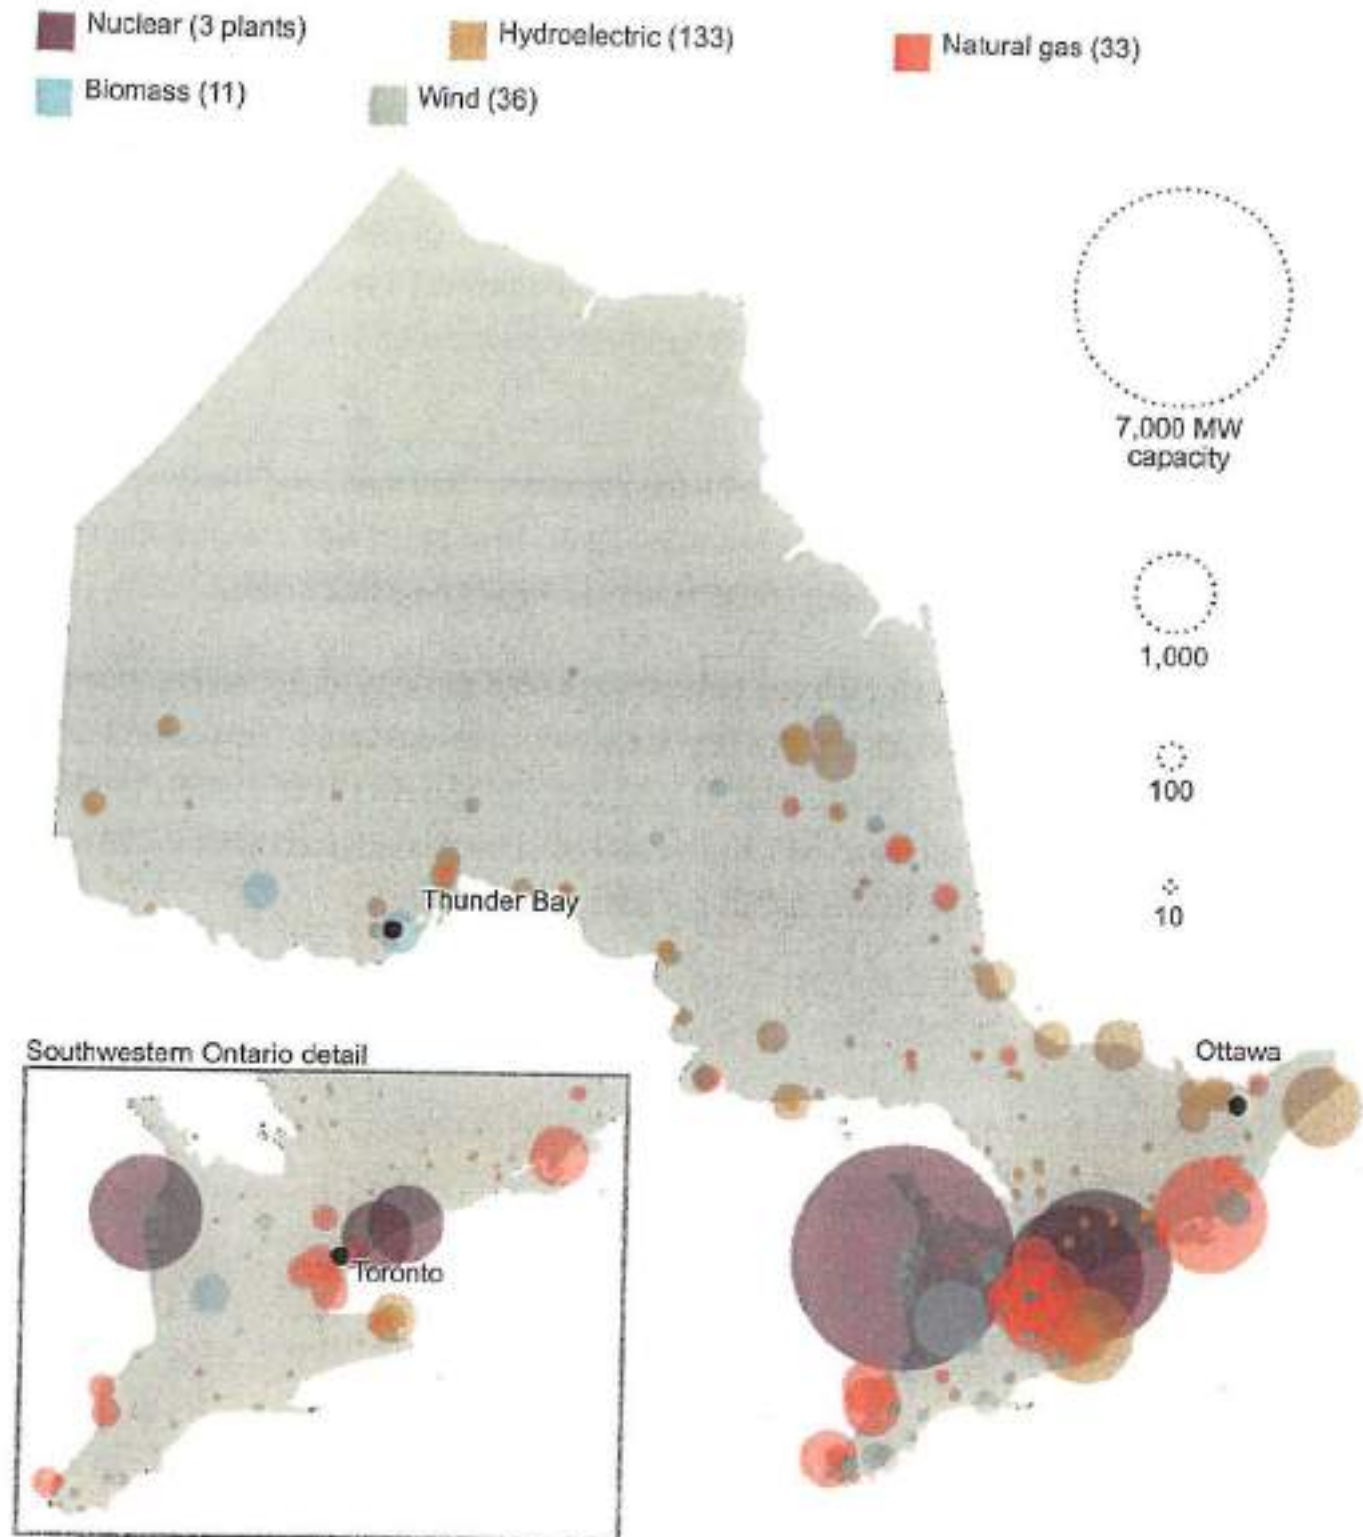 Nuclear (3 plants)
Hydroelectric (133)
Natural gas (33)
Biomass (11)
Wind (36)
7,000 MW
capacity
1,000
100
10
Thunder Bay
Ottawa
Southwestern Ontario detail
Toronto